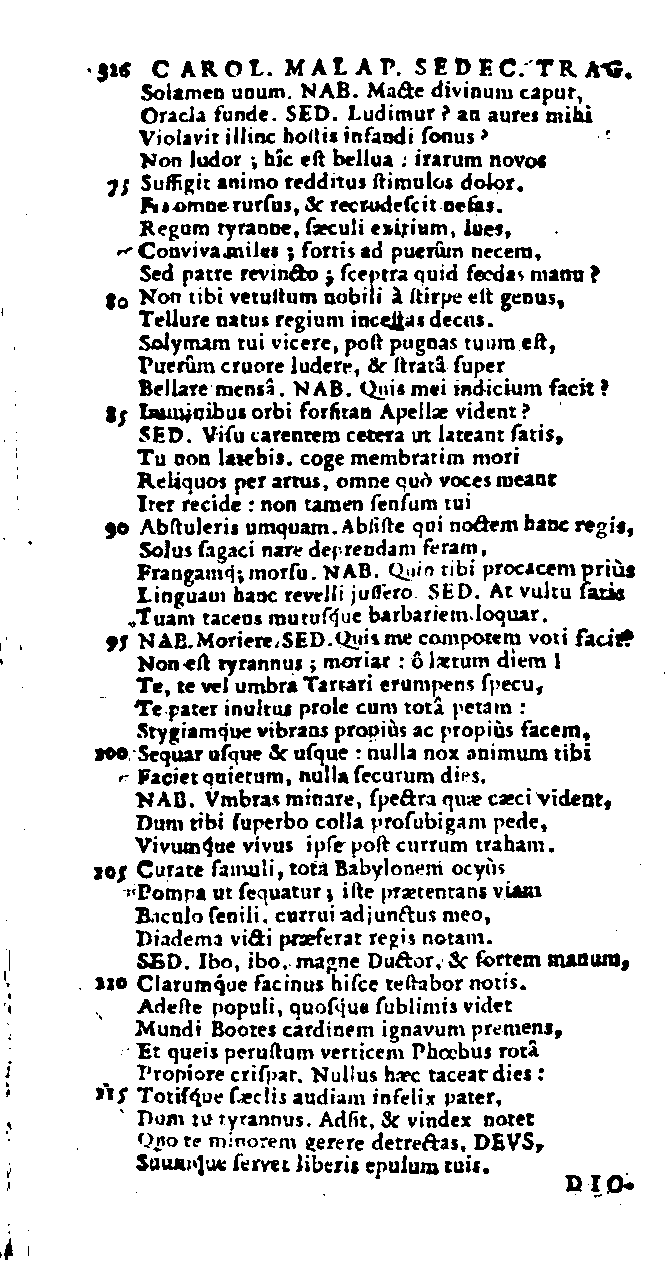 326 CAROL. MALAP. SEDEC. TRAG.
Solamen unum. NAB. Macte divinum caput,
Oracla funde. SED. Ludimur? an aures mihi
Violavit illinc hostis infandi sonus?
Non ludor; hîc est bellua: irarum novos
75 Suffigit animo redditus stimulos dolor.
omne rursus, & recrudescit nefas.
Regum tyranne, sæculi exitium, lues,
Conviva miles; fortis ad puerûm necem,
Sed patre revincto; sceptra quid fœdas manu?
80 Non tibi vetustum nobili à stirpe est genus,
Tellure natus regium incestas decus.
Solymam tui vicere, post pugnas tuum est,
Puerûm cruore ludere, & stratâ super
Bellare mensâ. NAB. Quis mei indicium facit?
85 Luminibus orbi forsitan Apellæ vident?
SED. Visu carentem cetera ut lateant satis,
Tu non latebis. coge membratim mori
Reliquos per artus, omne quò voces meant
Iter recide: non tamen sensum tui
90 Abstuleris umquam. Absiste qui noctem hanc regis,
Solus sagaci nare deprendam feram,
Frangamq; morsu. NAB. Quin tibi procacem priùs
Linguam hanc revelli jussero. SED. At vultu satis
Tuam tacens mutusque barbariem loquar.
95 NAB. Moriere. SED. Quis me compotem voti facit?
Non est tyrannus; moriar: ô lætum diem!
Te, te vel umbra Tartari erumpens specu,
Te pater inultus prole cum totâ petam:
Stygiamque vibrans propiùs ac propiùs facem,
100 Sequar usque & usque: nulla nox animum tibi
Faciet quietum, nulla securum dies.
NAB. Vmbras minare, spectra quæ cæci vident,
Dum tibi superbo colla prosubigam pede,
Vivumque vivus ipse post currum traham.
105 Curate famuli, tota Babylonem ocyùs
Pompa ut sequatur; iste prætentans viam
Baculo senili, currui adjunctus meo,
Diadema victi præferat regis notam.
SED. Ibo, ibo, magne Ductor, & fortem manum,
110 Clarumque facinus hisce testabor notis.
Adeste populi, quosque sublimis videt
Mundi Bootes cardinem ignavum premens,
Et queis perustum verticem Phœbus rotâ
Propiore crispat. Nullus hæc taceat dies:
115 Totisque sæclis audiam infelix pater,
Dum tu tyrannus. Adsit, & vindex notet
Quo te minorem gerere detrectas, DEVS,
Suumque servet liberis epulum tuis.
DIO-